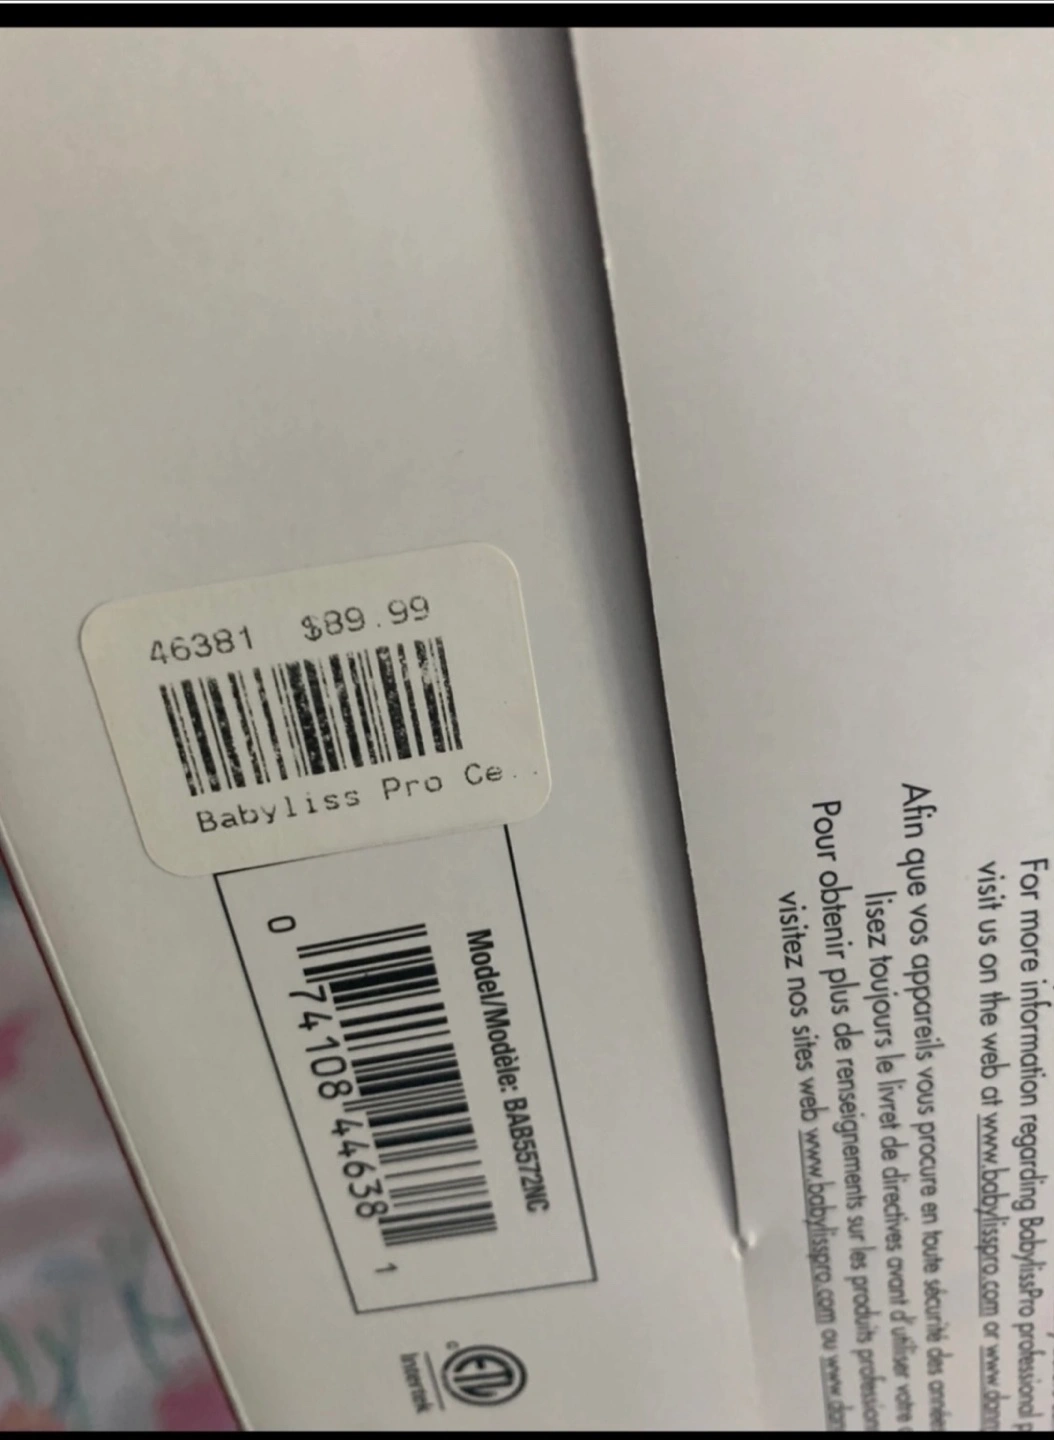 46381 $89.99
Babyliss Pro Ce..
Model/Modèle: BAB5572NC
0 74108 44638 1
ETL
c
Intertek
For more information regarding BabylissPro professional
visit us on the web at www.babylisspro.com or
Afin que vos appareils vous procure en toute sécurité des
lisez toujours le livret de directives avant d'utiliser votre
Pour obtenir plus de renseignements sur les produits
visitez nos sites web www.babylisspro.com ou